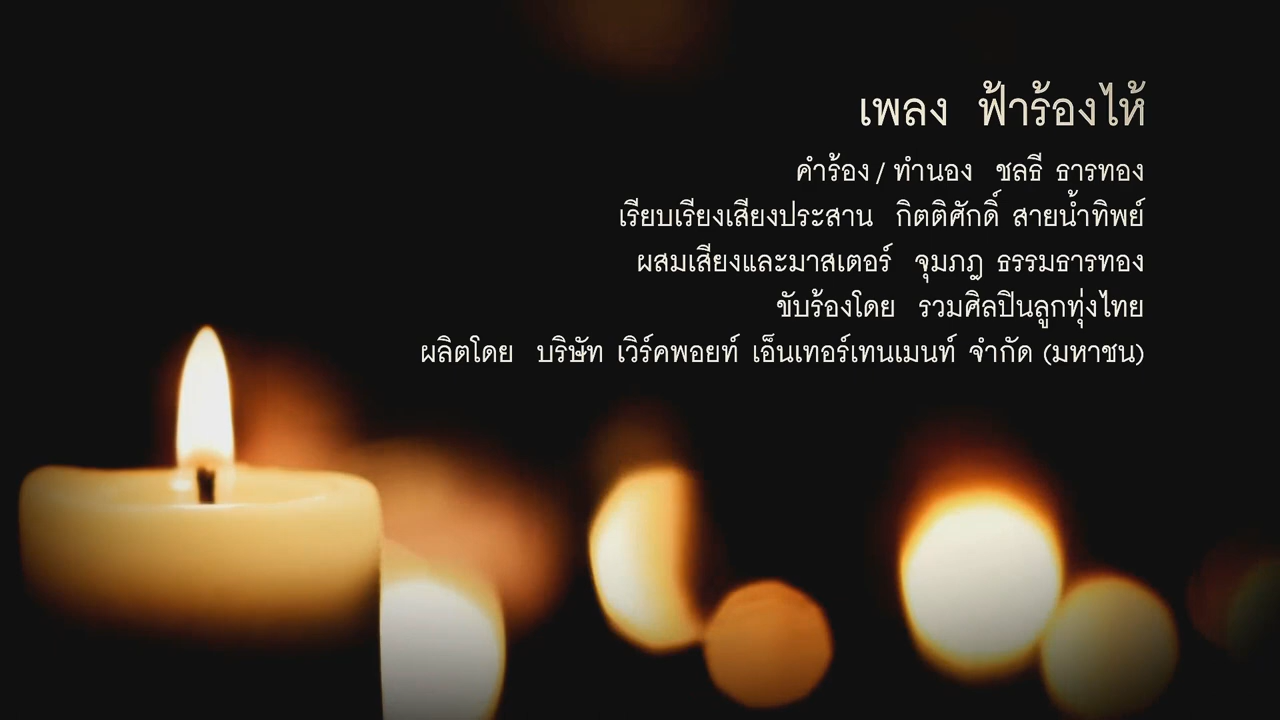 เพลง ฟ้าร้องไห้
คำร้อง / ทำนอง ชลธี ธารทอง
เรียบเรียงเสียงประสาน กิตติศักดิ์ สายน้ำทิพย์
ผสมเสียงและมาสเตอร์ จุมภฎ ธรรมธารทอง
ขับร้องโดย รวมศิลปินลูกทุ่งไทย
ผลิตโดย บริษัท เวิร์คพอยท์ เอ็นเทอร์เทนเมนท์ จำกัด (มหาชน)